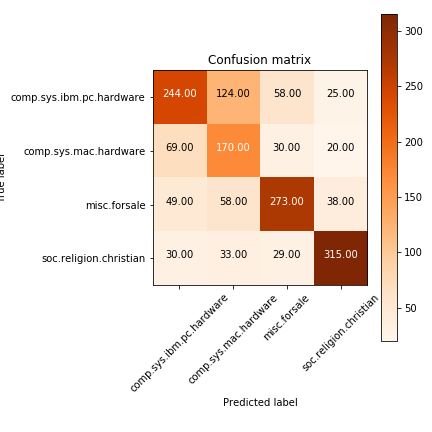 Confusion matrix
comp.sys.ibm.pc.hardware 244.00 124.00 58.00 25.00
comp.sys.mac.hardware 69.00 170.00 30.00 20.00
misc.forsale 49.00 58.00 273.00 38.00
soc.religion.christian 30.00 33.00 29.00 315.00
comp.sys.ibm.pc.hardware
comp.sys.mac.hardware
misc.forsale
soc.religion.christian
Predicted label
label
300
250
200
150
100
50